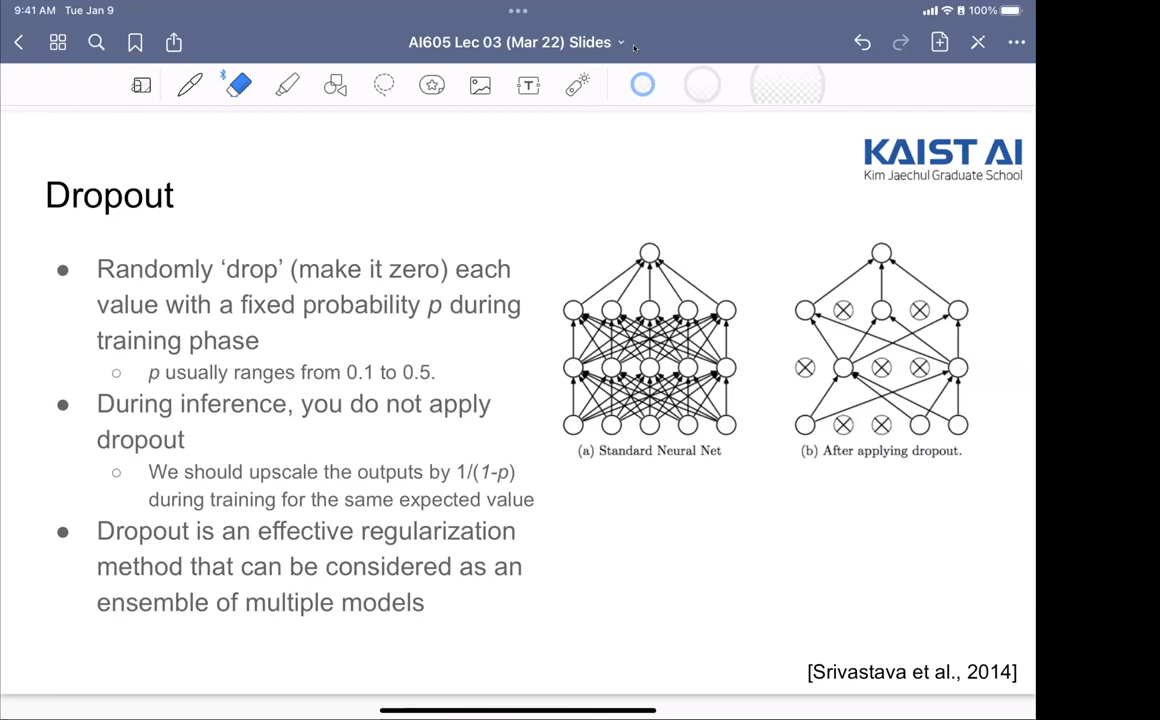 9:41 AM Tue Jan 9
100%
AI605 Lec 03 (Mar 22) Slides
T
KAIST AI
Kim Jaechul Graduate School
Dropout
● Randomly ‘drop’ (make it zero) each
value with a fixed probability p during
training phase
○ p usually ranges from 0.1 to 0.5.
● During inference, you do not apply
dropout
○ We should upscale the outputs by 1/(1-p)
during training for the same expected value
● Dropout is an effective regularization
method that can be considered as an
ensemble of multiple models
(a) Standard Neural Net
(b) After applying dropout.
[Srivastava et al., 2014]